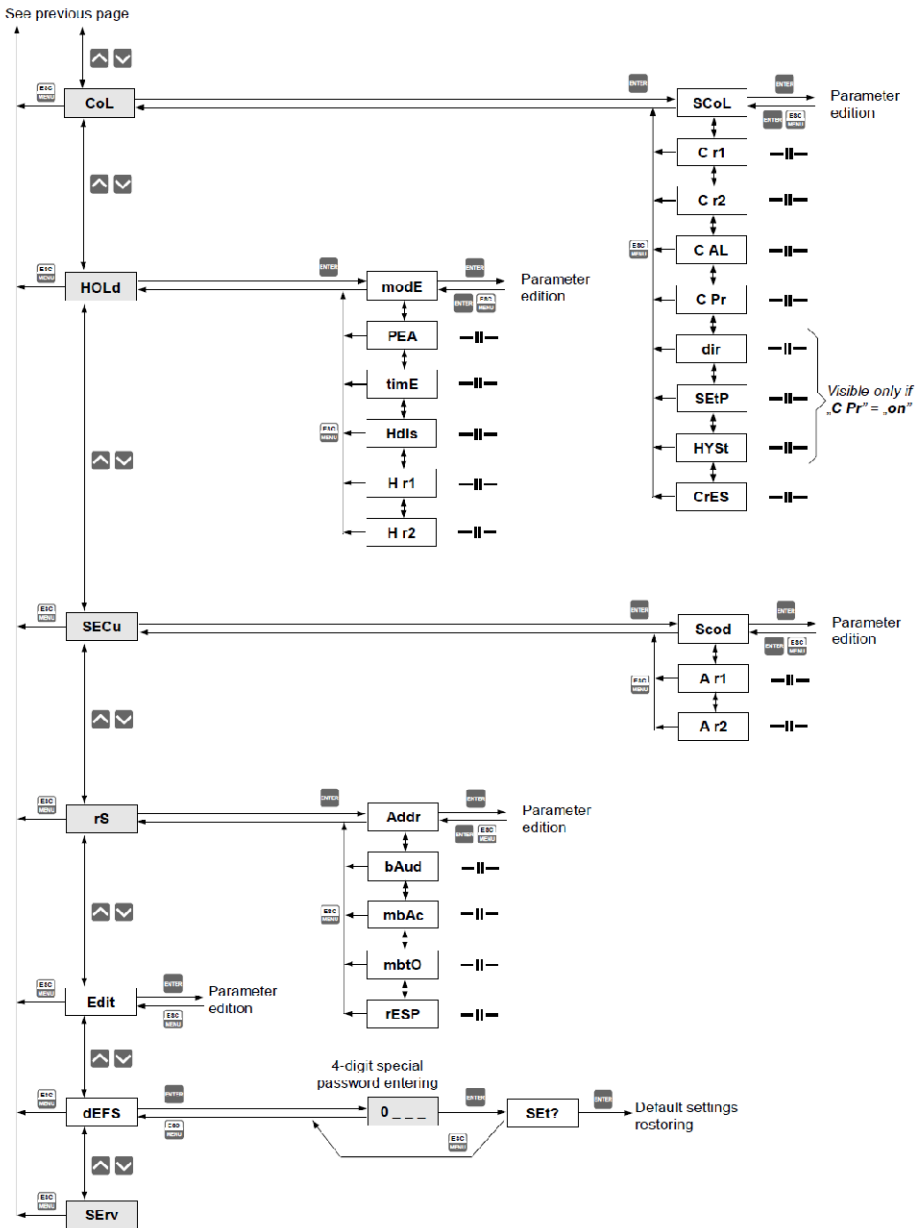 See previous page
ESC
MENU
CoL
ENTER
SCoL
ENTER
ENTER
ESC
MENU
Parameter
edition
C r1
C r2
ESC
MENU
C AL
C Pr
dir
SEtP
HYSt
CrES
Visible only if
„C Pr” = „on”
ESC
MENU
HOLd
ENTER
modE
ENTER
ENTER
ESC
MENU
Parameter
edition
PEA
timE
ESC
MENU
HdIs
H r1
H r2
ESC
MENU
SECu
ENTER
Scod
ENTER
ENTER
ESC
MENU
Parameter
edition
ESC
MENU
A r1
A r2
ESC
MENU
rS
ENTER
Addr
ENTER
ENTER
ESC
MENU
Parameter
edition
bAud
ESC
MENU
mbAc
mbtO
rESP
ESC
MENU
Edit
ENTER
ESC
MENU
Parameter
edition
4-digit special
password entering
ESC
MENU
dEFS
ENTER
ESC
MENU
0 _ _ _
ENTER
ESC
MENU
SEt?
ENTER
Default settings
restoring
ESC
MENU
SErv